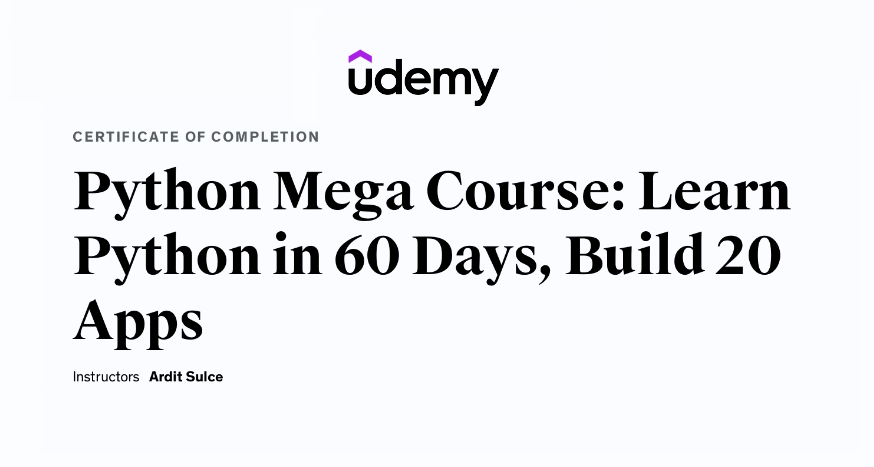 udemy
CERTIFICATE OF COMPLETION
Python Mega Course: Learn
Python in 60 Days, Build 20
Apps
Instructors Ardit Sulce